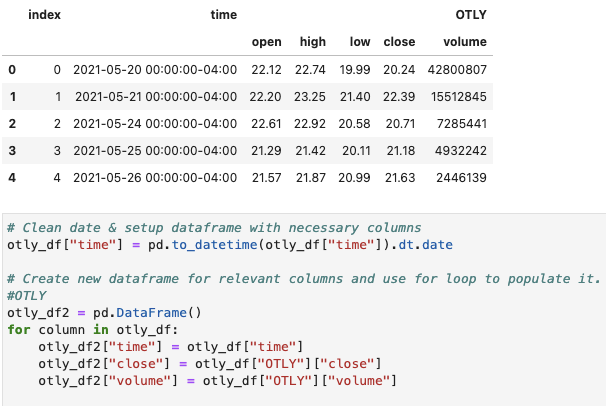 index time OTLY
open high low close volume
0 0 2021-05-20 00:00:00-04:00 22.12 22.74 19.99 20.24 42800807
1 1 2021-05-21 00:00:00-04:00 22.20 23.25 21.40 22.39 15512845
2 2 2021-05-24 00:00:00-04:00 22.61 22.92 20.58 20.71 7285441
3 3 2021-05-25 00:00:00-04:00 21.29 21.42 20.11 21.18 4932242
4 4 2021-05-26 00:00:00-04:00 21.57 21.87 20.99 21.63 2446139
# Clean date & setup dataframe with necessary columns
otly_df["time"] = pd.to_datetime(otly_df["time"]).dt.date
# Create new dataframe for relevant columns and use for loop to populate it.
#OTLY
otly_df2 = pd.DataFrame()
for column in otly_df:
    otly_df2["time"] = otly_df["time"]
    otly_df2["close"] = otly_df["OTLY"]["close"]
    otly_df2["volume"] = otly_df["OTLY"]["volume"]